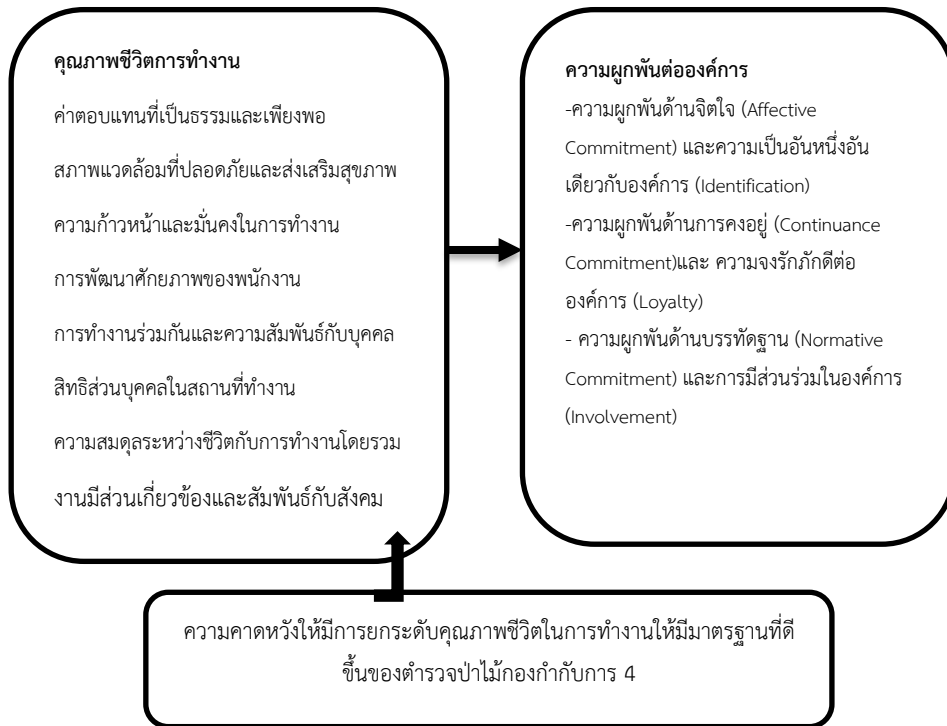 คุณภาพชีวิตการทำงาน
ค่าตอบแทนที่เป็นธรรมและเพียงพอ
สภาพแวดล้อมที่ปลอดภัยและส่งเสริมสุขภาพ
ความก้าวหน้าและมั่นคงในการทำงาน
การพัฒนาศักยภาพของพนักงาน
การทำงานร่วมกันและความสัมพันธ์กับบุคคล
สิทธิส่วนบุคคลในสถานที่ทำงาน
ความสมดุลระหว่างชีวิตกับการทำงานโดยรวม
งานมีส่วนเกี่ยวข้องและสัมพันธ์กับสังคม
ความผูกพันต่อองค์การ
-ความผูกพันด้านจิตใจ (Affective
Commitment) และความเป็นอันหนึ่งอัน
เดียวกับองค์การ (Identification)
-ความผูกพันด้านการคงอยู่ (Continuance
Commitment)และ ความจงรักภักดีต่อ
องค์การ (Loyalty)
- ความผูกพันด้านบรรทัดฐาน (Normative
Commitment) และการมีส่วนร่วมในองค์การ
(Involvement)
ความคาดหวังให้มีการยกระดับคุณภาพชีวิตในการทำงานให้มีมาตรฐานที่ดี
ขึ้นของตำรวจป่าไม้กองกำกับการ 4